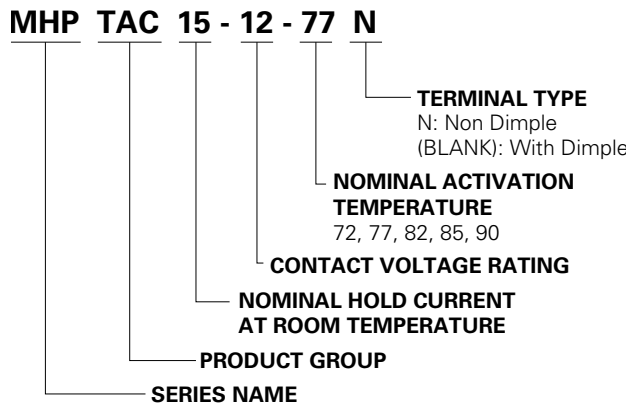 MHP TAC 15 - 12 - 77 N
TERMINAL TYPE
N: Non Dimple
(BLANK): With Dimple
NOMINAL ACTIVATION
TEMPERATURE
72, 77, 82, 85, 90
CONTACT VOLTAGE RATING
NOMINAL HOLD CURRENT
AT ROOM TEMPERATURE
PRODUCT GROUP
SERIES NAME